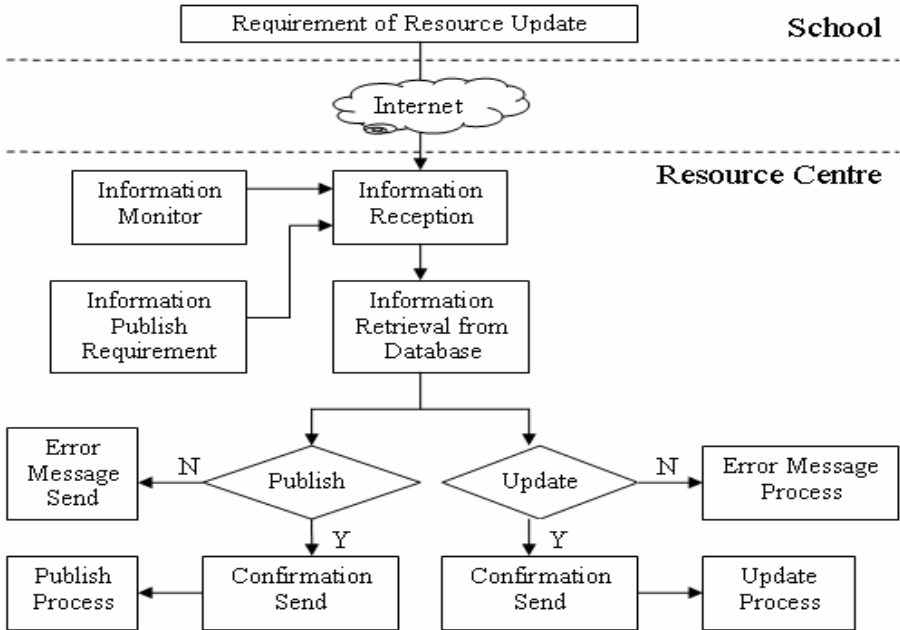 Requirement of Resource Update
School
Internet
Resource Centre
Information
Monitor
Information
Reception
Information
Publish
Requirement
Information
Retrieval from
Database
Error
Message
Send
N
Publish
Update
N
Error Message
Process
Y
Y
Publish
Process
Confirmation
Send
Confirmation
Send
Update
Process